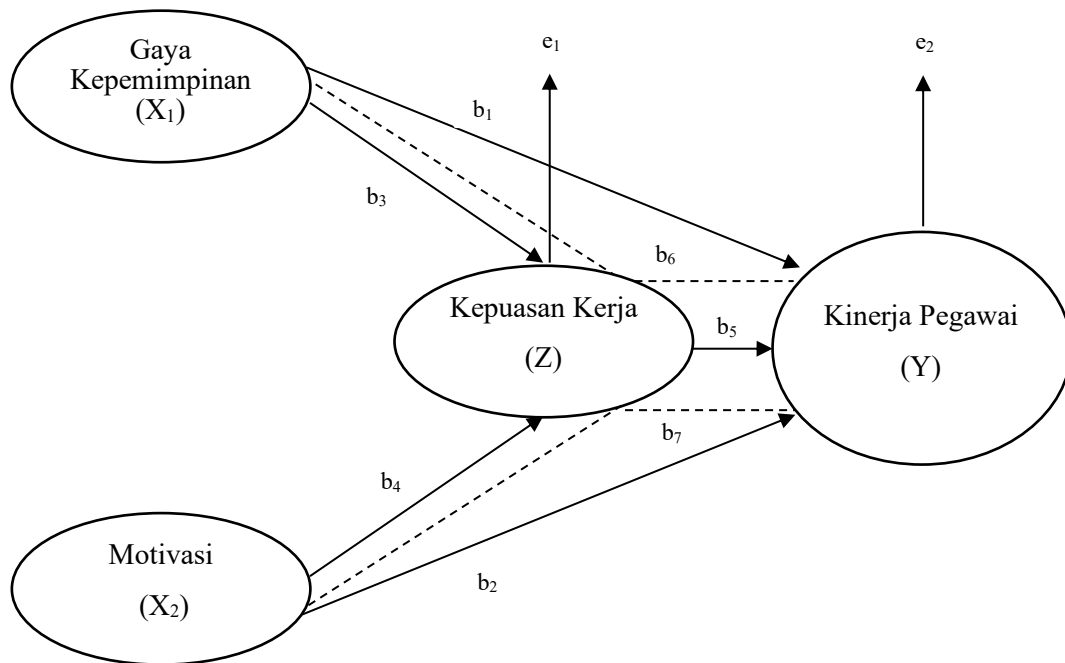 Gaya
Kepemimpinan
(X₁)
e₁
e₂
b₁
b₃
b₆
Kepuasan Kerja
(Z)
b₅
Kinerja Pegawai
(Y)
b₇
b₄
Motivasi
(X₂)
b₂